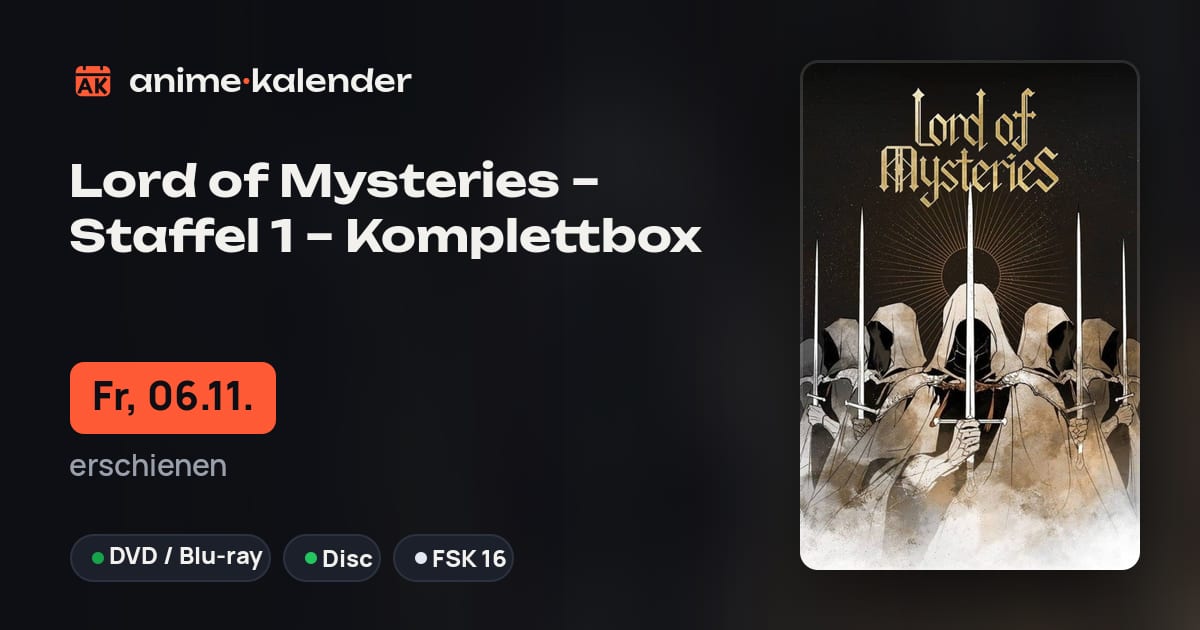 AK
anime·kalender
Lord of Mysteries –
Staffel 1 – Komplettbox
Fr, 06.11.
erschienen
DVD / Blu-ray
Disc
FSK 16
Lord of
Mysteries